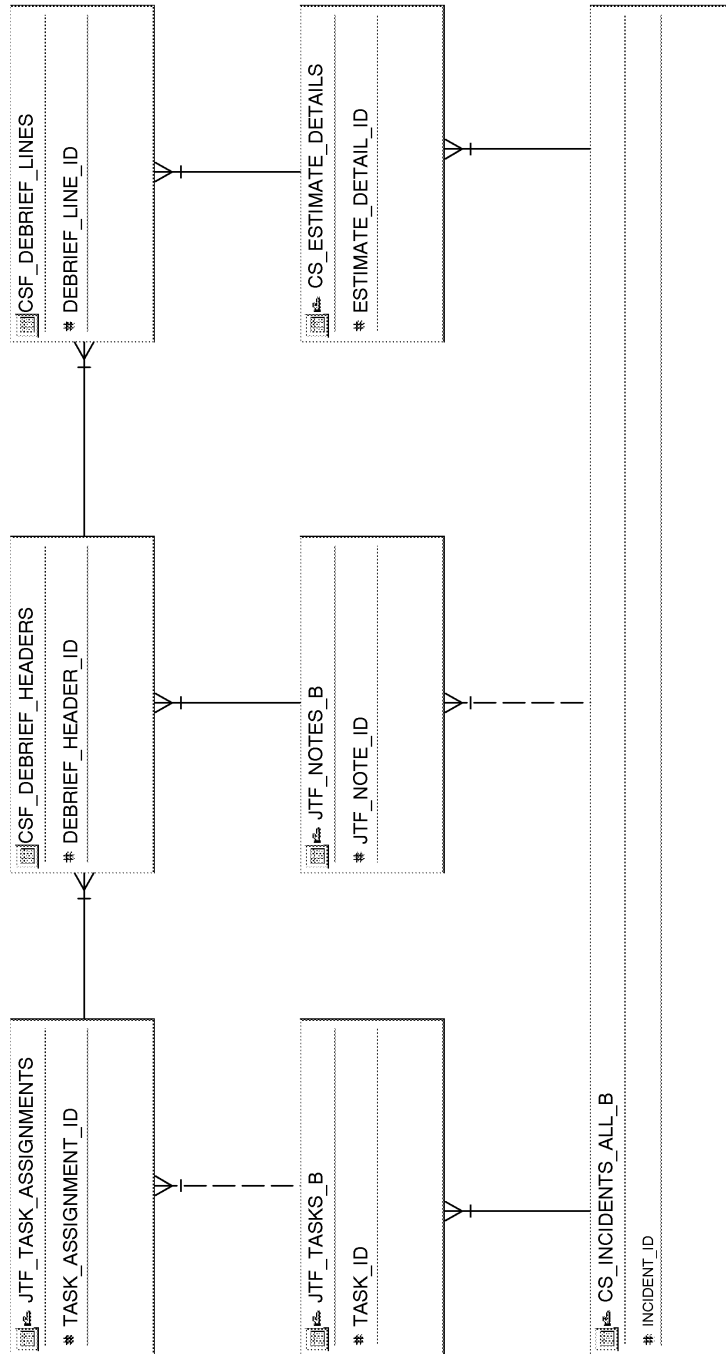 JTF_TASK_ASSIGNMENTS
# TASK_ASSIGNMENT_ID
CSF_DEBRIEF_HEADERS
# DEBRIEF_HEADER_ID
CSF_DEBRIEF_LINES
# DEBRIEF_LINE_ID
JTF_TASKS_B
# TASK_ID
JTF_NOTES_B
# JTF_NOTE_ID
CS_ESTIMATE_DETAILS
# ESTIMATE_DETAIL_ID
CS_INCIDENTS_ALL_B
# INCIDENT_ID